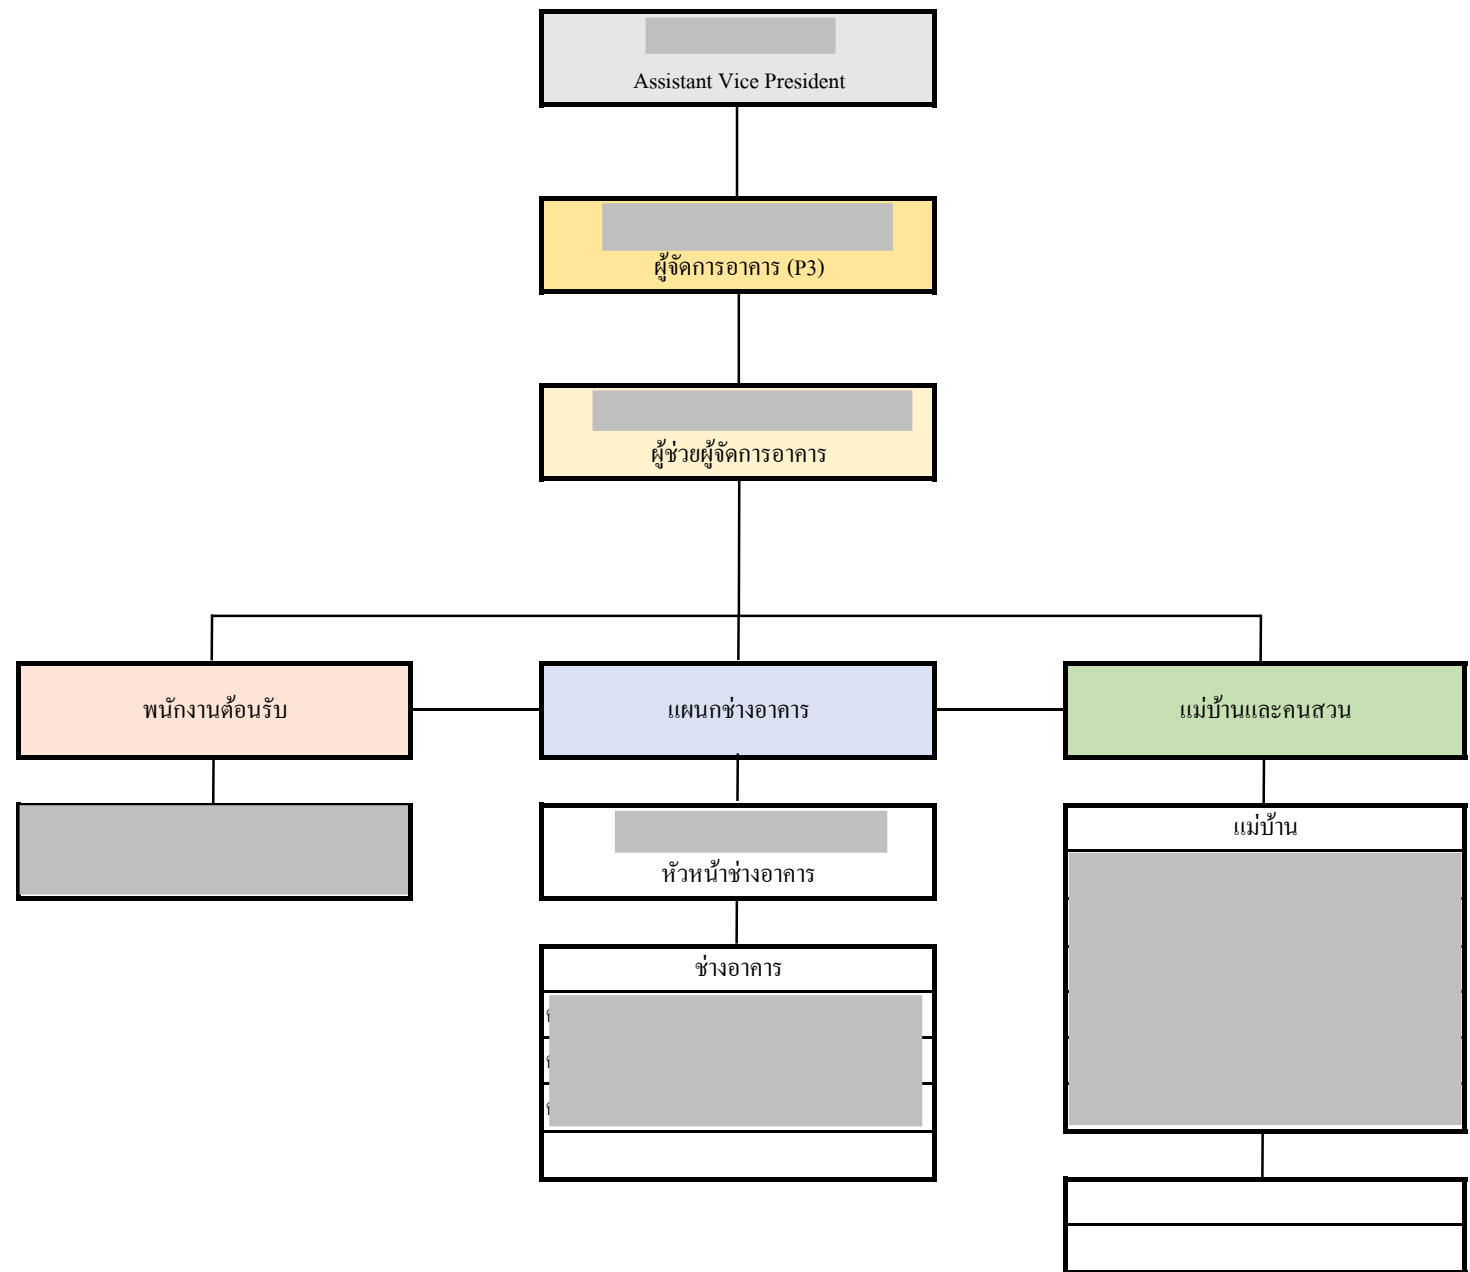 Assistant Vice President
ผู้จัดการอาคาร (P3)
ผู้ช่วยผู้จัดการอาคาร
พนักงานต้อนรับ
แผนกช่างอาคาร
แม่บ้านและคนสวน
หัวหน้าช่างอาคาร
แม่บ้าน
ช่างอาคาร